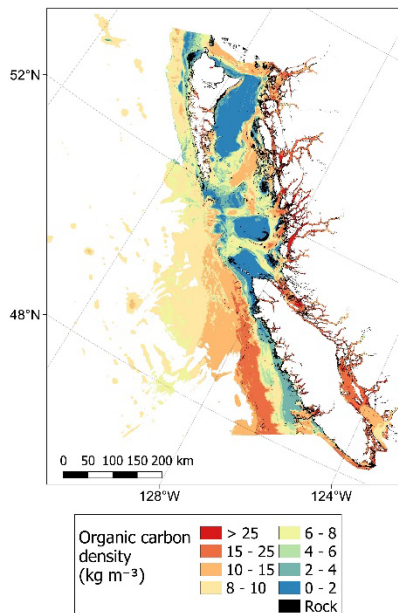 52°N
48°N
0 50 100 150 200 km
128°W 124°W
Organic carbon
density
(kg m⁻³)
> 25
15 - 25
10 - 15
8 - 10
6 - 8
4 - 6
2 - 4
0 - 2
Rock